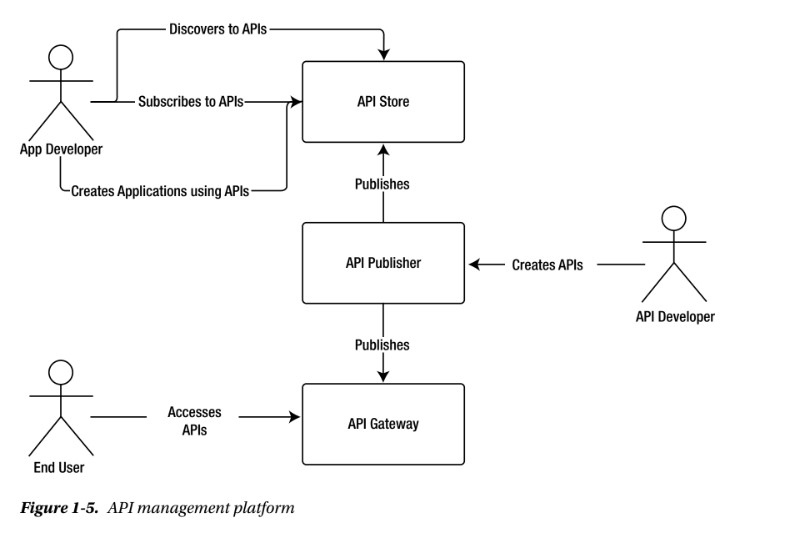 Discovers to APIs
Subscribes to APIs
API Store
App Developer
Creates Applications using APIs
Publishes
API Publisher
Creates APIs
API Developer
Publishes
Accesses
APIs
API Gateway
End User
Figure 1-5. API management platform